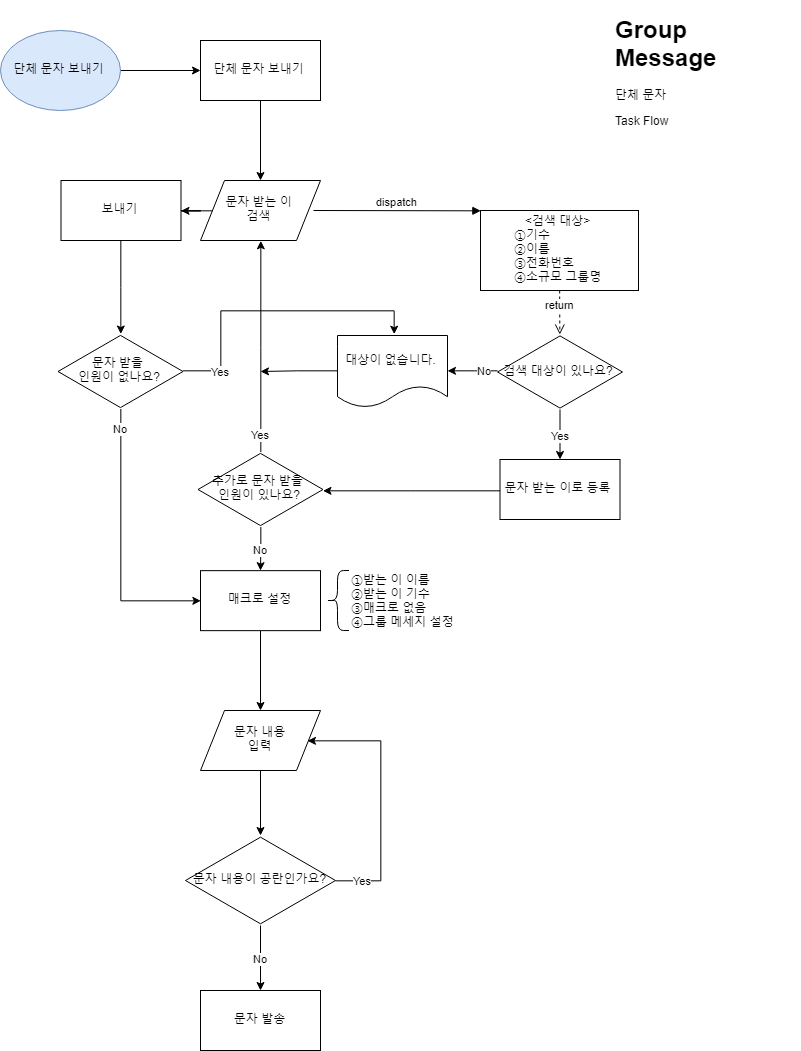 Group
Message
단체 문자
Task Flow
단체 문자 보내기
단체 문자 보내기
보내기
문자 받는 이
검색
dispatch
<검색 대상>
①기수
②이름
③전화번호
④소규모 그룹명
return
문자 받을
인원이 없나요?
Yes
대상이 없습니다.
No
검색 대상이 있나요?
No
Yes
Yes
추가로 문자 받을
인원이 있나요?
문자 받는 이로 등록
No
매크로 설정
①받는 이 이름
②받는 이 기수
③매크로 없음
④그룹 메세지 설정
문자 내용
입력
문자 내용이 공란인가요?
Yes
No
문자 발송